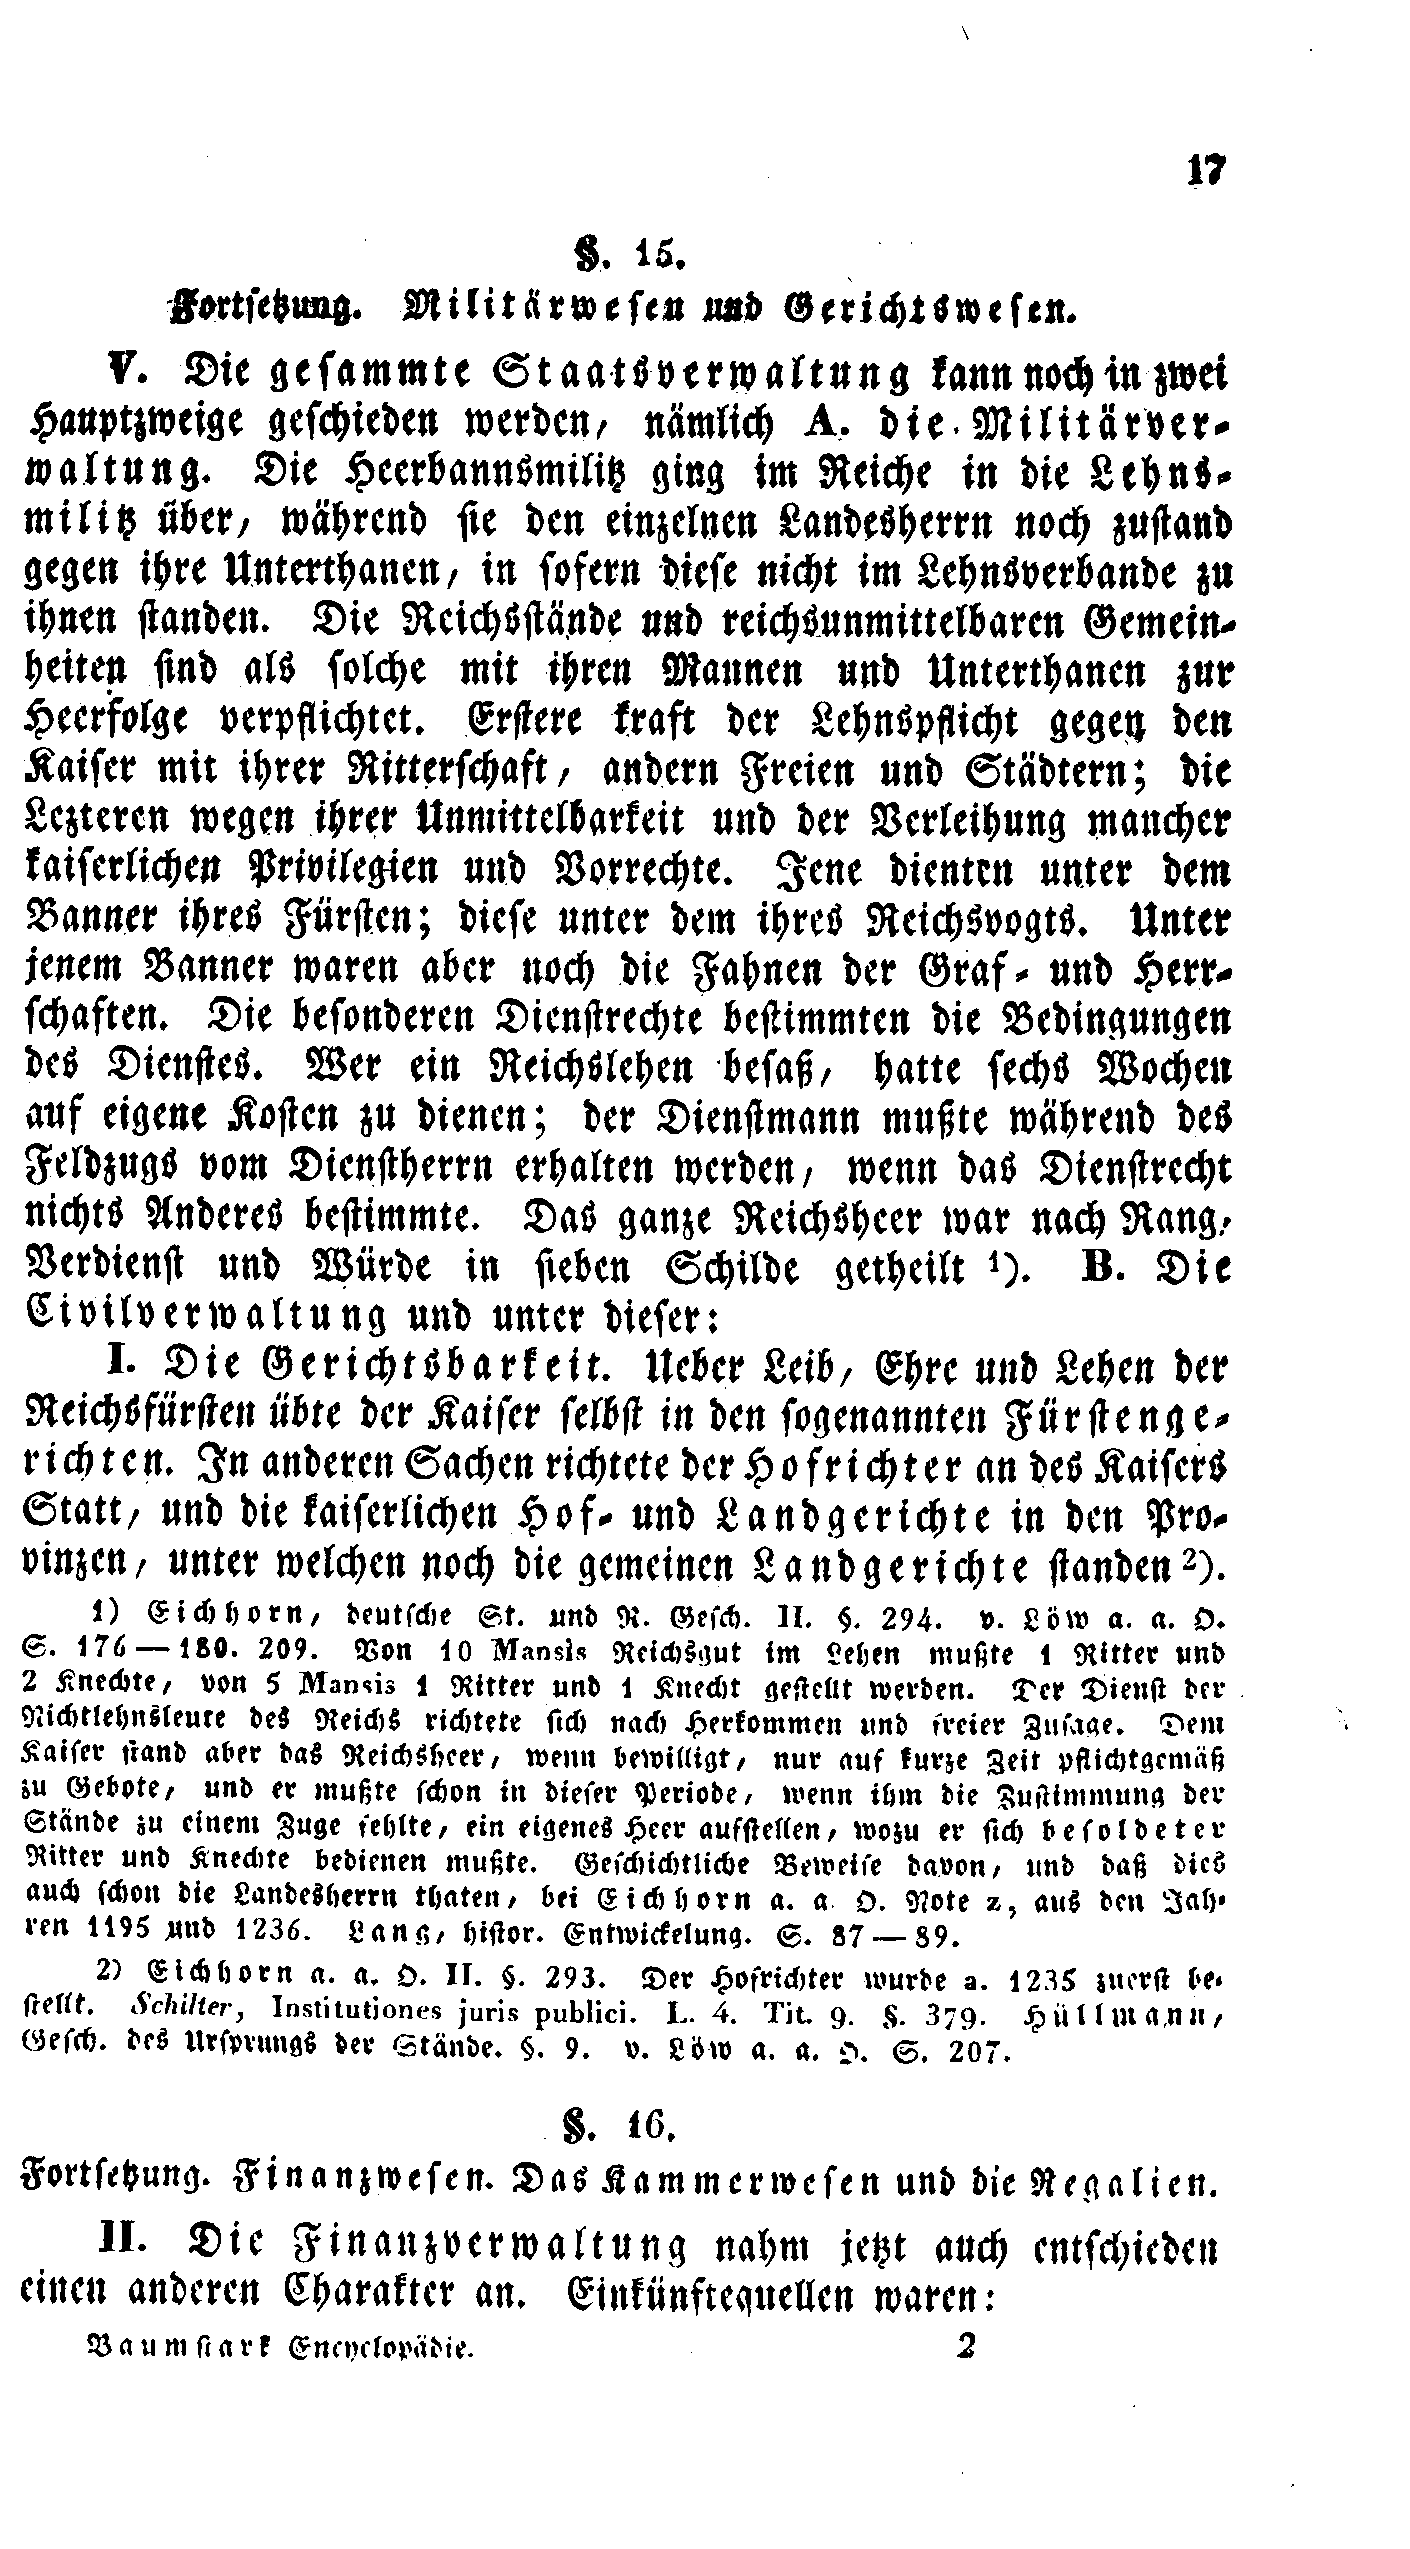 17
§. 15.
Fortsetzung. Militärwesen und Gerichtswesen.
V. Die gesammte Staatsverwaltung kann noch in zwei
Hauptzweige geschieden werden, nämlich A. die Militärver-
waltung. Die Heerbannsmilitz ging im Reiche in die Lehns-
militz über, während sie den einzelnen Landesherrn noch zustand
gegen ihre Unterthanen, in sofern diese nicht im Lehnsverbande zu
ihnen standen. Die Reichsstände und reichsunmittelbaren Gemein-
heiten sind als solche mit ihren Mannen und Unterthanen zur
Heerfolge verpflichtet. Erstere kraft der Lehnspflicht gegen den
Kaiser mit ihrer Ritterschaft, andern Freien und Städtern; die
Lezteren wegen ihrer Unmittelbarkeit und der Verleihung mancher
kaiserlichen Privilegien und Vorrechte. Jene dienten unter dem
Banner ihres Fürsten; diese unter dem ihres Reichsvogts. Unter
jenem Banner waren aber noch die Fahnen der Graf- und Herr-
schaften. Die besonderen Dienstrechte bestimmten die Bedingungen
des Dienstes. Wer ein Reichslehen besaß, hatte sechs Wochen
auf eigene Kosten zu dienen; der Dienstmann mußte während des
Feldzugs vom Dienstherrn erhalten werden, wenn das Dienstrecht
nichts Anderes bestimmte. Das ganze Reichsheer war nach Rang,
Verdienst und Würde in sieben Schilde getheilt 1). B. Die
Civilverwaltung und unter dieser:
I. Die Gerichtsbarkeit. Ueber Leib, Ehre und Lehen der
Reichsfürsten übte der Kaiser selbst in den sogenannten Fürstenge-
richten. In anderen Sachen richtete der Hofrichter an des Kaisers
Statt, und die kaiserlichen Hof- und Landgerichte in den Pro-
vinzen, unter welchen noch die gemeinen Landgerichte standen 2).
1) Eichhorn, deutsche St. und R. Gesch. II. §. 294. v. Löw a. a. O.
S. 176 — 180. 209. Von 10 Mansis Reichsgut im Lehen mußte 1 Ritter und
2 Knechte, von 5 Mansis 1 Ritter und 1 Knecht gestellt werden. Der Dienst der
Nichtlehnsleute des Reichs richtete sich nach Herkommen und freier Zusage. Dem
Kaiser stand aber das Reichsheer, wenn bewilligt, nur auf kurze Zeit pflichtgemäß
zu Gebote, und er mußte schon in dieser Periode, wenn ihm die Zustimmung der
Stände zu einem Zuge fehlte, ein eigenes Heer aufstellen, wozu er sich besoldeter
Ritter und Knechte bedienen mußte. Geschichtliche Beweise davon, und daß dies
auch schon die Landesherrn thaten, bei Eichhorn a. a. O. Note z, aus den Jah-
ren 1195 und 1236. Lang, histor. Entwickelung. S. 87 — 89.
2) Eichhorn a. a. O. II. §. 293. Der Hofrichter wurde a. 1235 zuerst be-
stellt. Schilter, Institutiones juris publici. L. 4. Tit. 9. §. 379. Hüllmann,
Gesch. des Ursprungs der Stände. §. 9. v. Löw a. a. O. S. 207.
§. 16.
Fortsetzung. Finanzwesen. Das Kammerwesen und die Regalien.
II. Die Finanzverwaltung nahm jetzt auch entschieden
einen anderen Charakter an. Einkünftequellen waren:
Baumstark Encyclopädie. 2